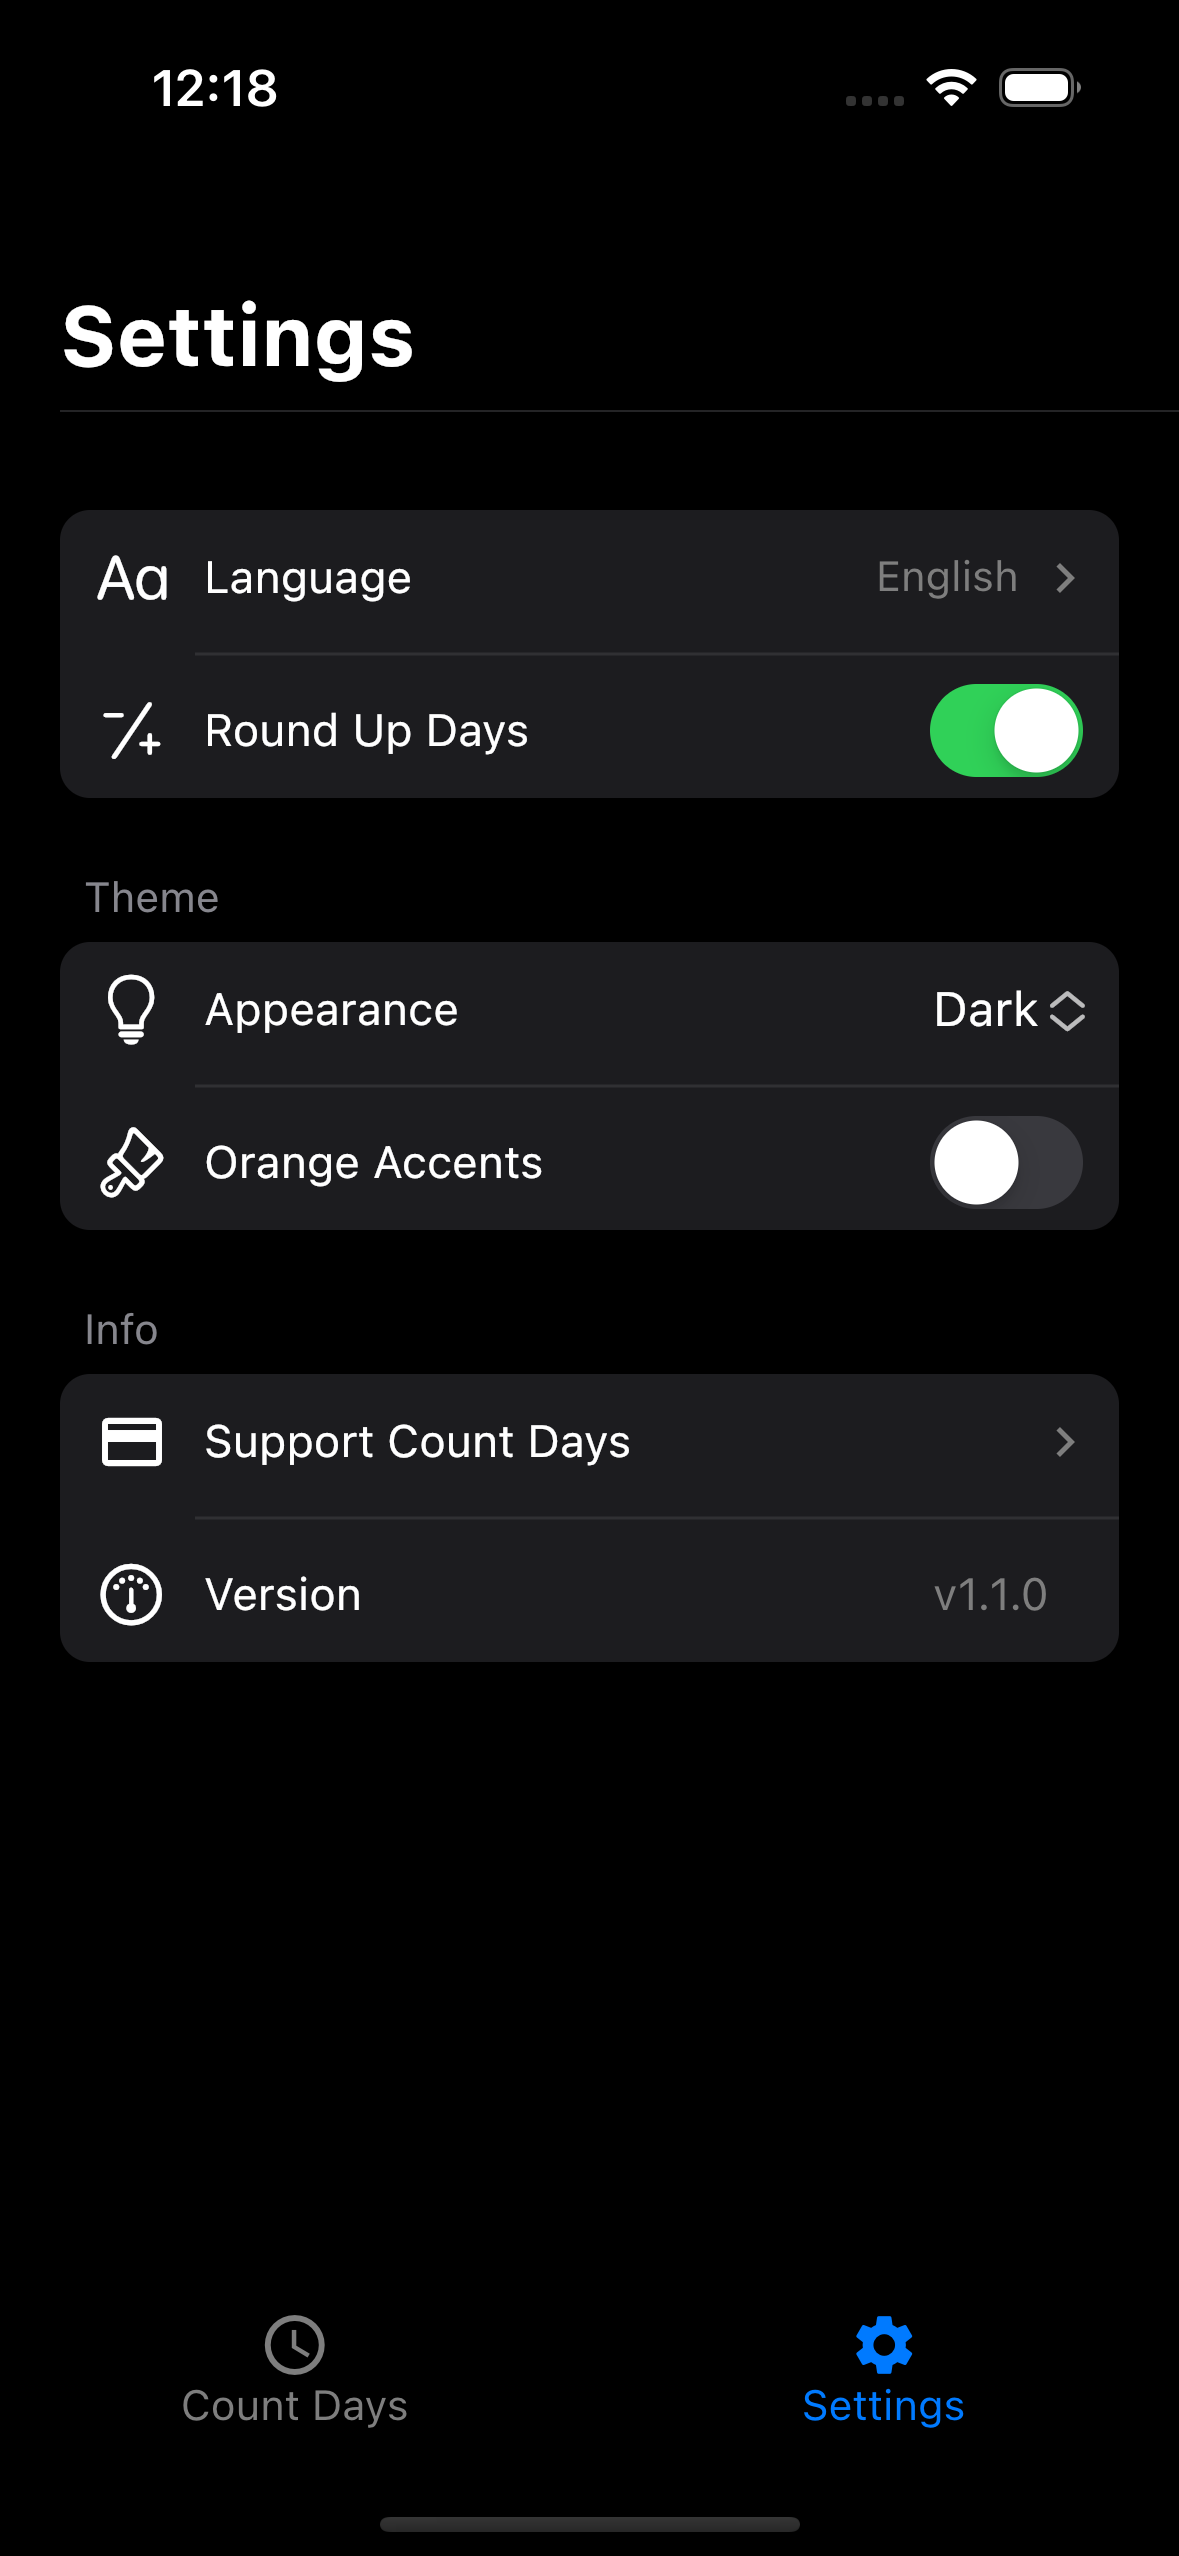 12:18
Settings
Aa Language English
Round Up Days
Theme
Appearance Dark
Orange Accents
Info
Support Count Days
Version v1.1.0
Count Days Settings